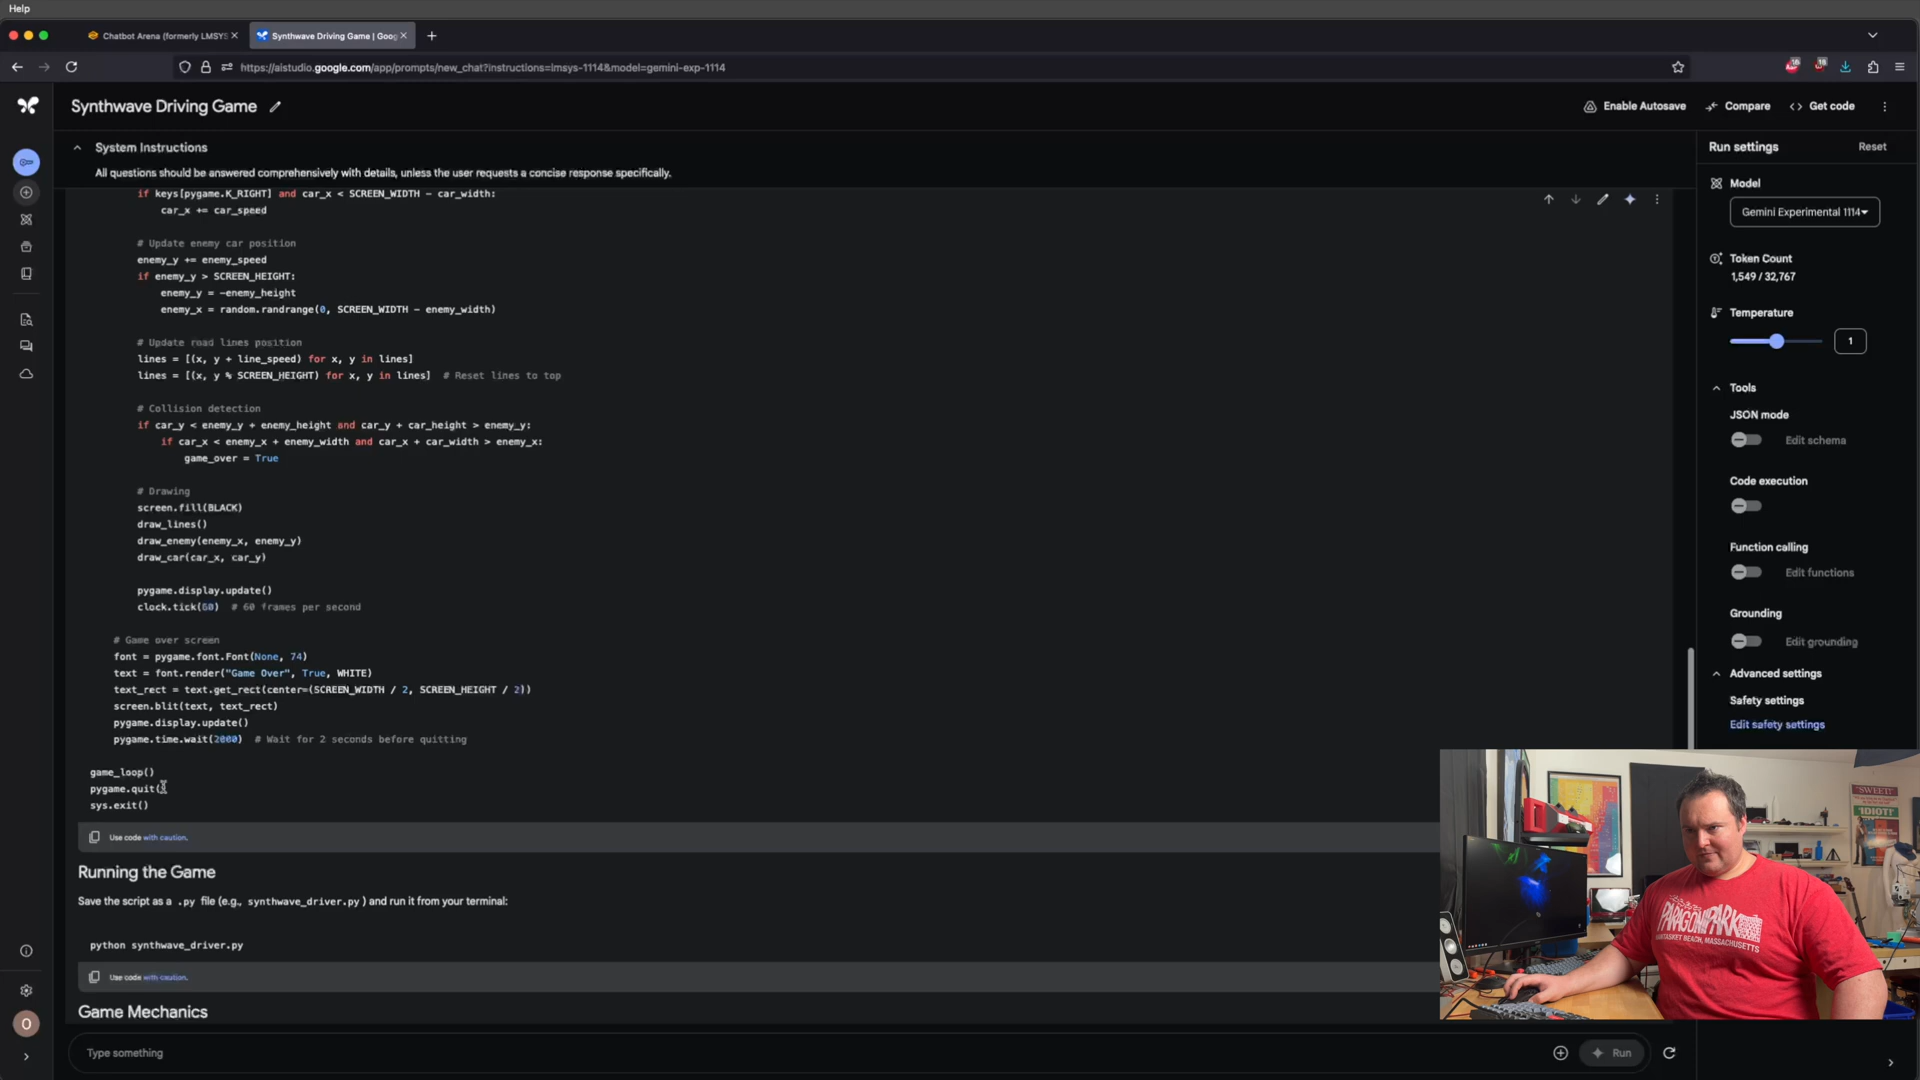 Help
Chatbot Arena (formerly LMSYS
Synthwave Driving Game | Goog
https://aistudio.google.com/app/prompts/new_chat?instructions=lmsys-1114&model=gemini-exp-1114
Synthwave Driving Game
Enable Autosave
Compare
Get code
System Instructions
All questions should be answered comprehensively with details, unless the user requests a concise response specifically.
if keys[pygame.K_RIGHT] and car_x < SCREEN_WIDTH - car_width:
car_x += car_speed
# Update enemy car position
enemy_y += enemy_speed
if enemy_y > SCREEN_HEIGHT:
enemy_y = -enemy_height
enemy_x = random.randrange(0, SCREEN_WIDTH - enemy_width)
# Update road lines position
lines = [(x, y + line_speed) for x, y in lines]
lines = [(x, y % SCREEN_HEIGHT) for x, y in lines]  # Reset lines to top
# Collision detection
if car_y < enemy_y + enemy_height and car_y + car_height > enemy_y:
if car_x < enemy_x + enemy_width and car_x + car_width > enemy_x:
game_over = True
# Drawing
screen.fill(BLACK)
draw_lines()
draw_enemy(enemy_x, enemy_y)
draw_car(car_x, car_y)
pygame.display.update()
clock.tick(60)  # 60 frames per second
# Game over screen
font = pygame.font.Font(None, 74)
text = font.render("Game Over", True, WHITE)
text_rect = text.get_rect(center=(SCREEN_WIDTH / 2, SCREEN_HEIGHT / 2))
screen.blit(text, text_rect)
pygame.display.update()
pygame.time.wait(2000)  # Wait for 2 seconds before quitting
game_loop()
pygame.quit()
sys.exit()
Use code with caution.
Running the Game
Save the script as a .py file (e.g., synthwave_driver.py) and run it from your terminal:
python synthwave_driver.py
Use code with caution.
Game Mechanics
Type something
Run
O
Run settings
Reset
Model
Gemini Experimental 1114
Token Count
1,549 / 32,767
Temperature
1
Tools
JSON mode
Edit schema
Code execution
Function calling
Edit functions
Grounding
Edit grounding
Advanced settings
Safety settings
Edit safety settings
SWEET!
IDIOT!
PARAGON PARK
NANTASKET BEACH, MASSACHUSETTS